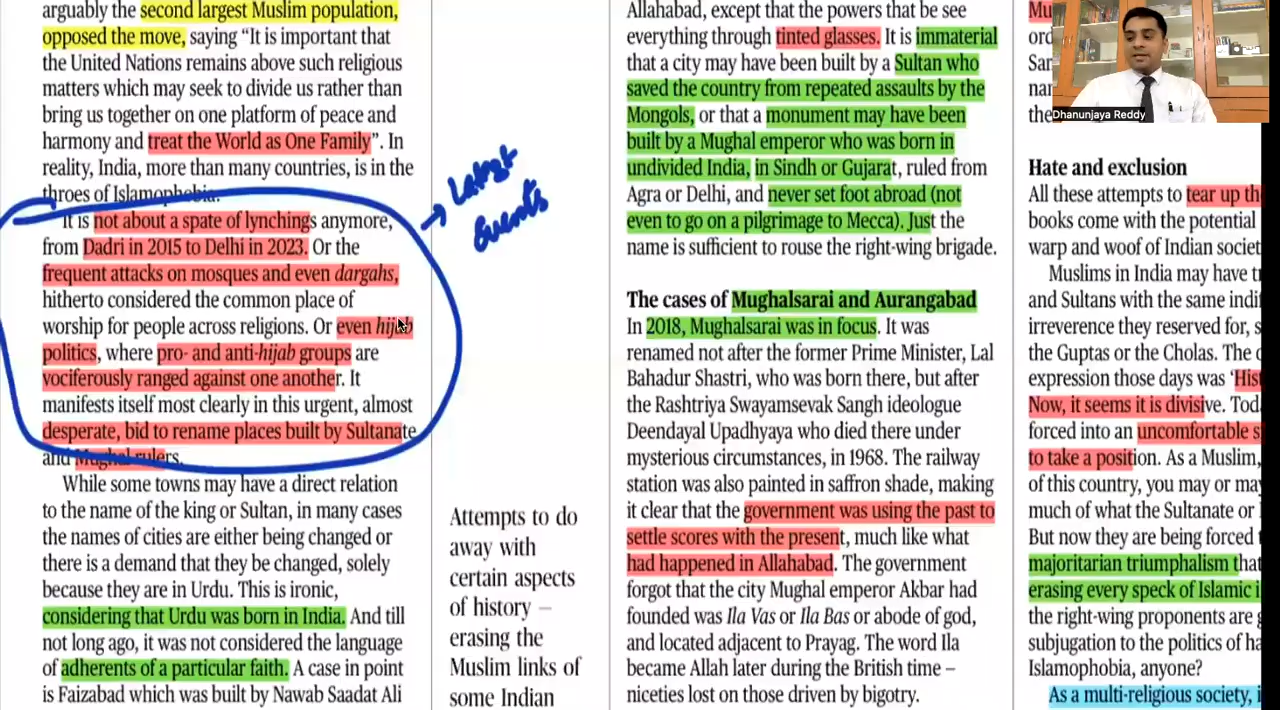 arguably the second largest Muslim population,
opposed the move, saying “It is important that
the United Nations remains above such religious
matters which may seek to divide us rather than
bring us together on one platform of peace and
harmony and treat the World as One Family”. In
reality, India, more than many countries, is in the
throes of Islamophobia.
It is not about a spate of lynchings anymore,
from Dadri in 2015 to Delhi in 2023. Or the
frequent attacks on mosques and even dargahs,
hitherto considered the common place of
worship for people across religions. Or even hijab
politics, where pro- and anti-hijab groups are
vociferously ranged against one another. It
manifests itself most clearly in this urgent, almost
desperate, bid to rename places built by Sultanate
and Mughal rulers.
While some towns may have a direct relation
to the name of the king or Sultan, in many cases
the names of cities are either being changed or
there is a demand that they be changed, solely
because they are in Urdu. This is ironic,
considering that Urdu was born in India. And till
not long ago, it was not considered the language
of adherents of a particular faith. A case in point
is Faizabad which was built by Nawab Saadat Ali
Latest
Events
Attempts to do
away with
certain aspects
of history —
erasing the
Muslim links of
some Indian
Allahabad, except that the powers that be see
everything through tinted glasses. It is immaterial
that a city may have been built by a Sultan who
saved the country from repeated assaults by the
Mongols, or that a monument may have been
built by a Mughal emperor who was born in
undivided India, in Sindh or Gujarat, ruled from
Agra or Delhi, and never set foot abroad (not
even to go on a pilgrimage to Mecca). Just the
name is sufficient to rouse the right-wing brigade.
The cases of Mughalsarai and Aurangabad
In 2018, Mughalsarai was in focus. It was
renamed not after the former Prime Minister, Lal
Bahadur Shastri, who was born there, but after
the Rashtriya Swayamsevak Sangh ideologue
Deendayal Upadhyaya who died there under
mysterious circumstances, in 1968. The railway
station was also painted in saffron shade, making
it clear that the government was using the past to
settle scores with the present, much like what
had happened in Allahabad. The government
forgot that the city Mughal emperor Akbar had
founded was Ila Vas or Ila Bas or abode of god,
and located adjacent to Prayag. The word Ila
became Allah later during the British time —
niceties lost on those driven by bigotry.
Mu
ord
Sar
nar
the
Dhanunjaya Reddy
Hate and exclusion
All these attempts to tear up th
books come with the potential
warp and woof of Indian societ
Muslims in India may have t
and Sultans with the same indi
irreverence they reserved for, s
the Guptas or the Cholas. The c
expression those days was ‘His
Now, it seems it is divisive. Tod
forced into an uncomfortable s
to take a position. As a Muslim,
of this country, you may or may
much of what the Sultanate or
But now they are being forced
majoritarian triumphalism that
erasing every speck of Islamic i
the right-wing proponents are g
subjugation to the politics of ha
Islamophobia, anyone?
As a multi-religious society, i